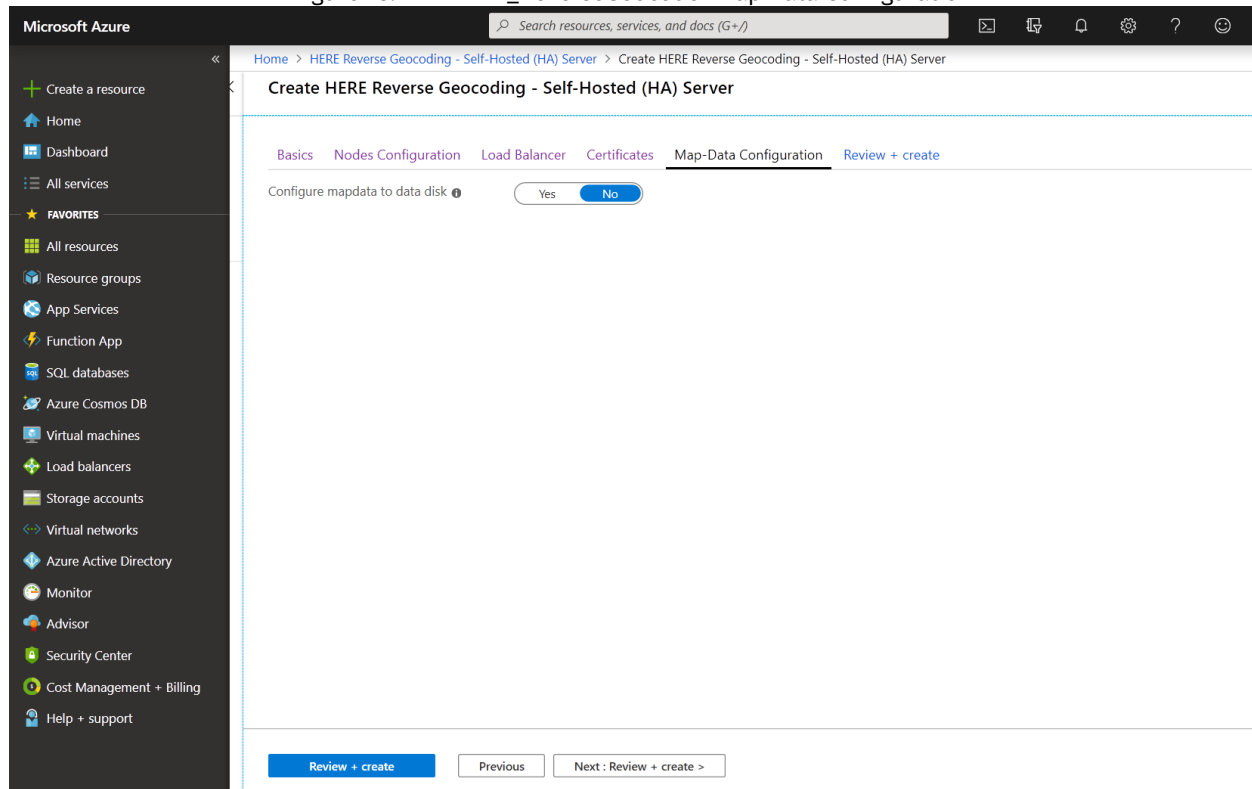 Microsoft Azure
Search resources, services, and docs (G+/)
«
Home > HERE Reverse Geocoding - Self-Hosted (HA) Server > Create HERE Reverse Geocoding - Self-Hosted (HA) Server
Create HERE Reverse Geocoding - Self-Hosted (HA) Server
Basics Nodes Configuration Load Balancer Certificates Map-Data Configuration Review + create
Configure mapdata to data disk Yes No
Create a resource
Home
Dashboard
All services
FAVORITES
All resources
Resource groups
App Services
Function App
SQL databases
Azure Cosmos DB
Virtual machines
Load balancers
Storage accounts
Virtual networks
Azure Active Directory
Monitor
Advisor
Security Center
Cost Management + Billing
Help + support
Review + create Previous Next : Review + create >